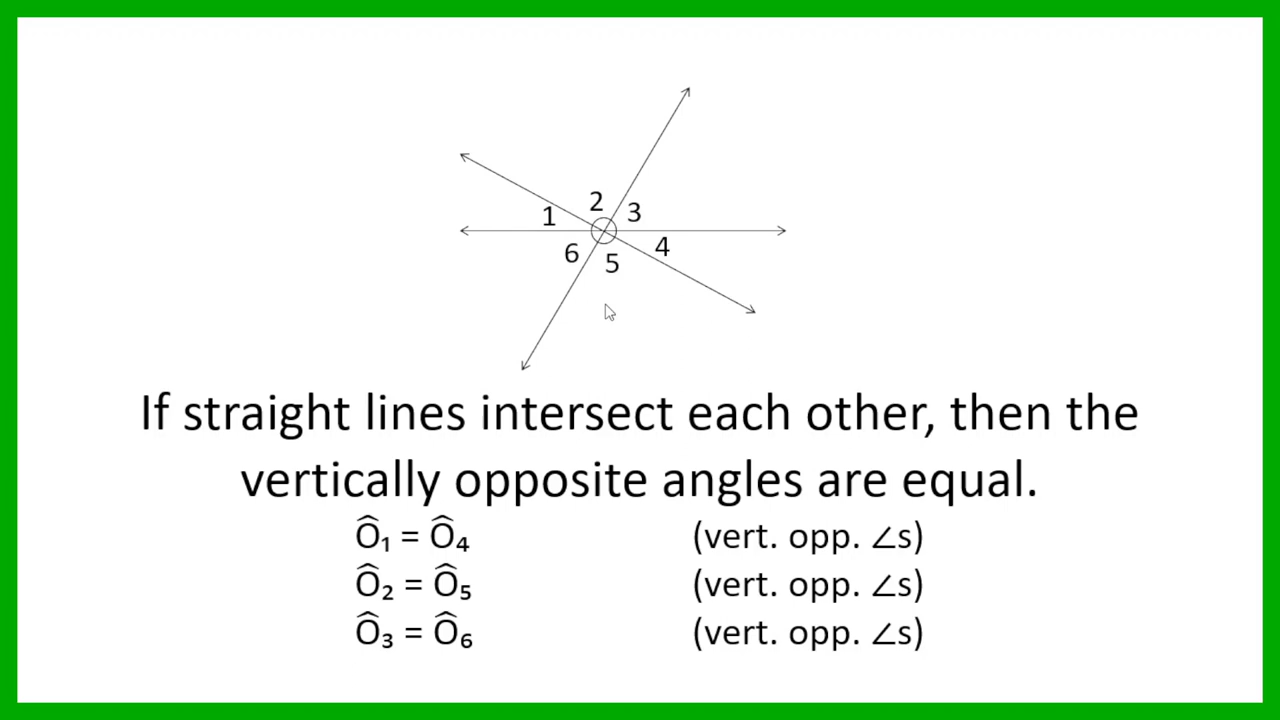 2
1
3
6
4
5
If straight lines intersect each other, then the
vertically opposite angles are equal.
Ô₁ = Ô₄ (vert. opp. ∠s)
Ô₂ = Ô₅ (vert. opp. ∠s)
Ô₃ = Ô₆ (vert. opp. ∠s)